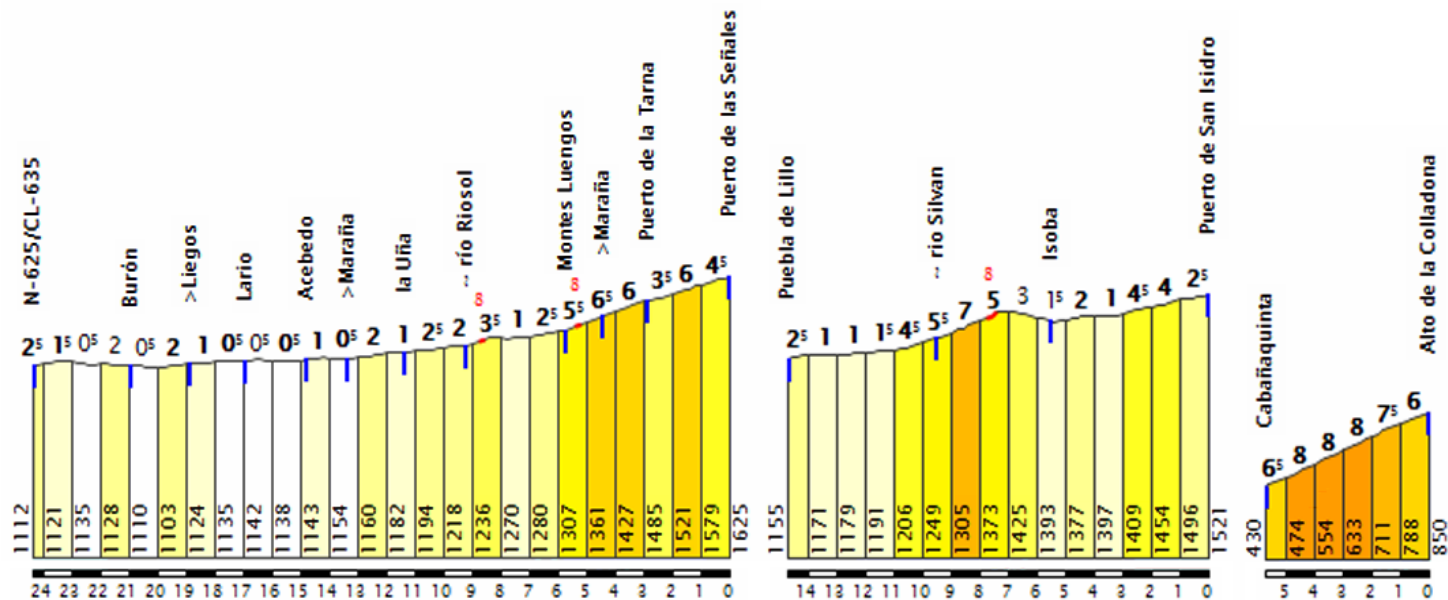 N-625/CL-635
Burón
>Liegos
Lario
Acebedo
>Maraña
la Uña
~ río Riosol
Montes Luengos
>Maraña
Puerto de la Tarna
Puerto de las Señales
2⁵ 1⁵ 0⁵ 2 0⁵ 2 1 0⁵ 0⁵ 0⁵ 1 0⁵ 2 1 2⁵ 2 3⁵ 1 2⁵ 5⁵ 6⁵ 6 3⁵ 6 4⁵
8
8
1112 1121 1135 1128 1110 1103 1124 1135 1142 1138 1143 1154 1160 1182 1194 1218 1236 1270 1280 1307 1361 1427 1485 1521 1579 1625
24 23 22 21 20 19 18 17 16 15 14 13 12 11 10 9 8 7 6 5 4 3 2 1 0
Puebla de Lillo
~ rio Silvan
Isoba
Puerto de San Isidro
2⁵ 1 1 1⁵ 4⁵ 5⁵ 7 5 3 1⁵ 2 1 4⁵ 4 2⁵
8
1155 1171 1179 1191 1206 1249 1305 1373 1425 1393 1377 1397 1409 1454 1496 1521
14 13 12 11 10 9 8 7 6 5 4 3 2 1 0
Cabañaquinta
Alto de la Colladona
6⁵ 8 8 8 7⁵ 6
430 474 554 633 711 788 850
5 4 3 2 1 0